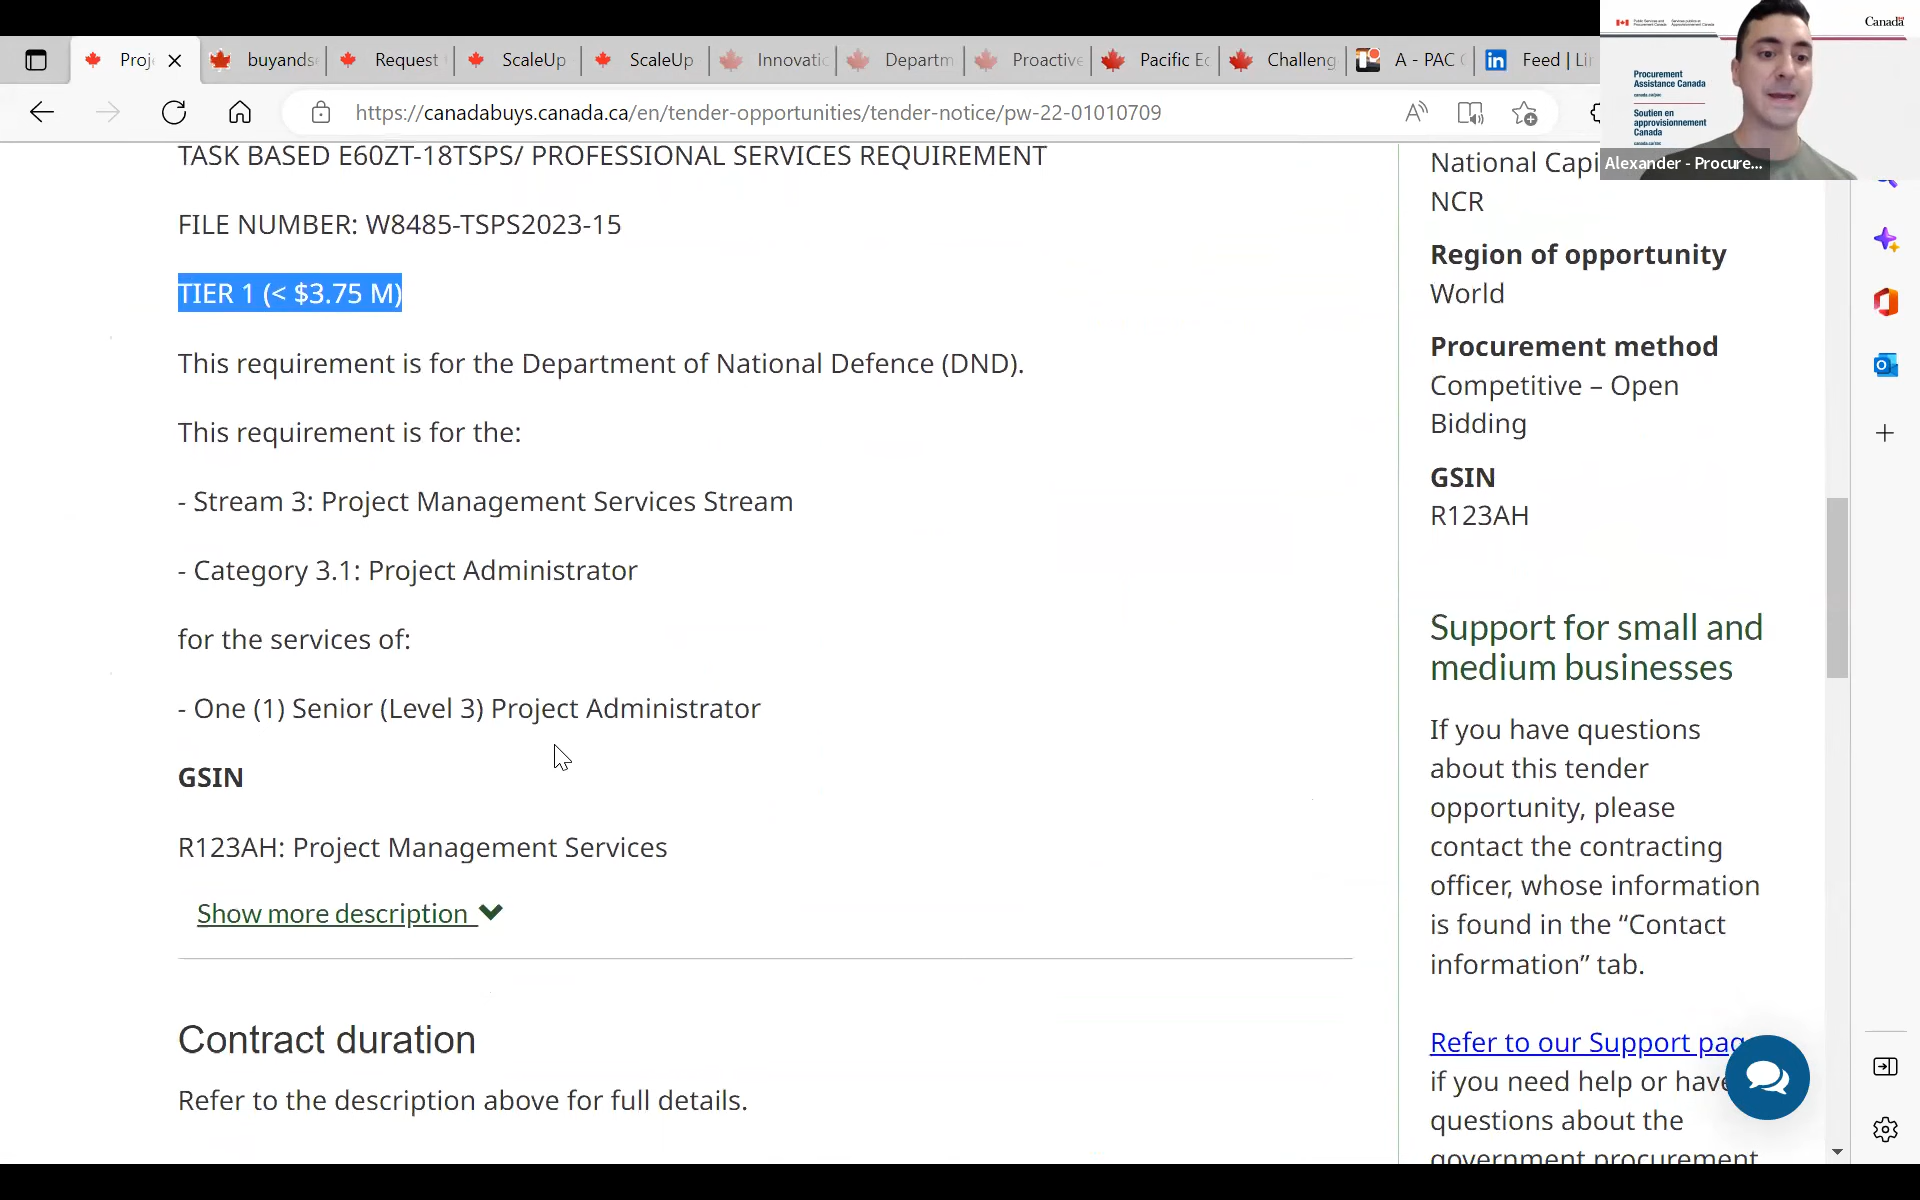 Proj
buyands
Request
ScaleUp
ScaleUp
Innovatio
Departm
Proactive
Pacific Ec
Challeng
A - PAC
Feed | Li
https://canadabuys.canada.ca/en/tender-opportunities/tender-notice/pw-22-01010709
Canada
Procurement
Assistance Canada
Soutien en
approvisionnement
Canada
Alexander - Procure...
TASK BASED E60ZT-18TSPS/ PROFESSIONAL SERVICES REQUIREMENT
FILE NUMBER: W8485-TSPS2023-15
TIER 1 (< $3.75 M)
This requirement is for the Department of National Defence (DND).
This requirement is for the:
- Stream 3: Project Management Services Stream
- Category 3.1: Project Administrator
for the services of:
- One (1) Senior (Level 3) Project Administrator
GSIN
R123AH: Project Management Services
Show more description
Contract duration
Refer to the description above for full details.
National Capi
NCR
Region of opportunity
World
Procurement method
Competitive – Open
Bidding
GSIN
R123AH
Support for small and
medium businesses
If you have questions
about this tender
opportunity, please
contact the contracting
officer, whose information
is found in the “Contact
information” tab.
Refer to our Support pag
if you need help or have
questions about the
government procurement